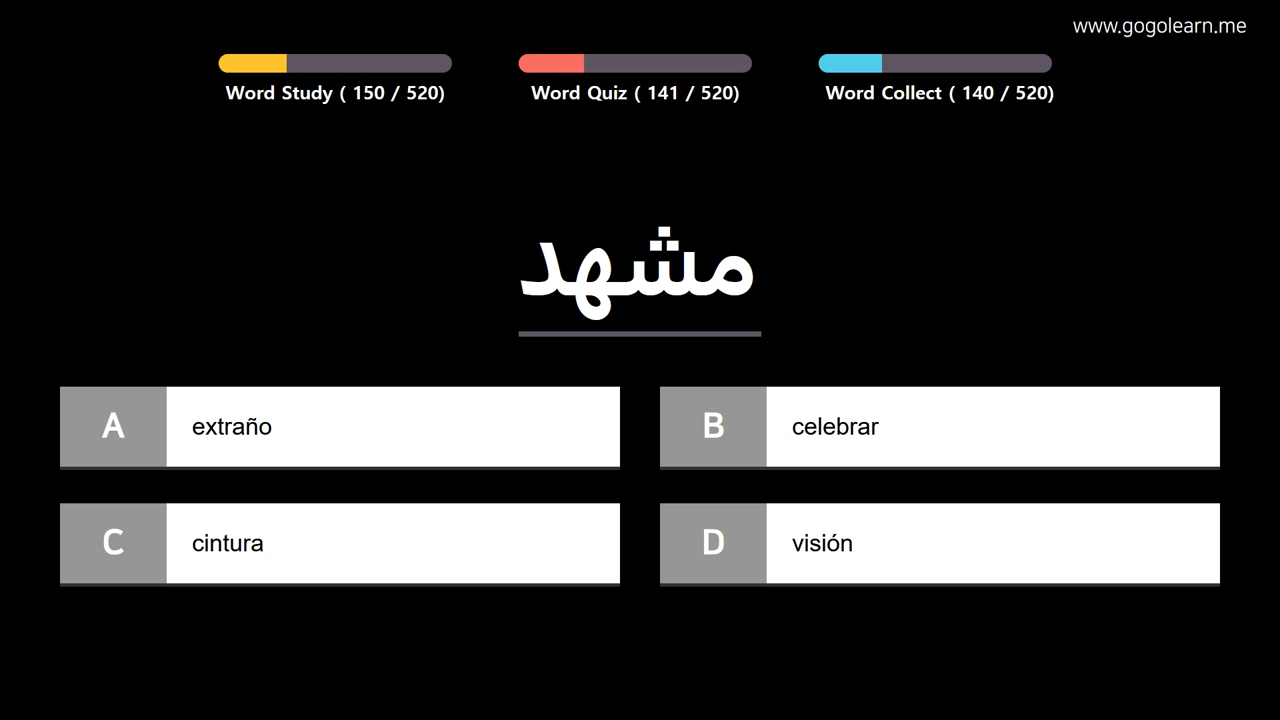 www.gogolearn.me
Word Study ( 150 / 520)
Word Quiz ( 141 / 520)
Word Collect ( 140 / 520)
مشهد
A extraño
B celebrar
C cintura
D visión